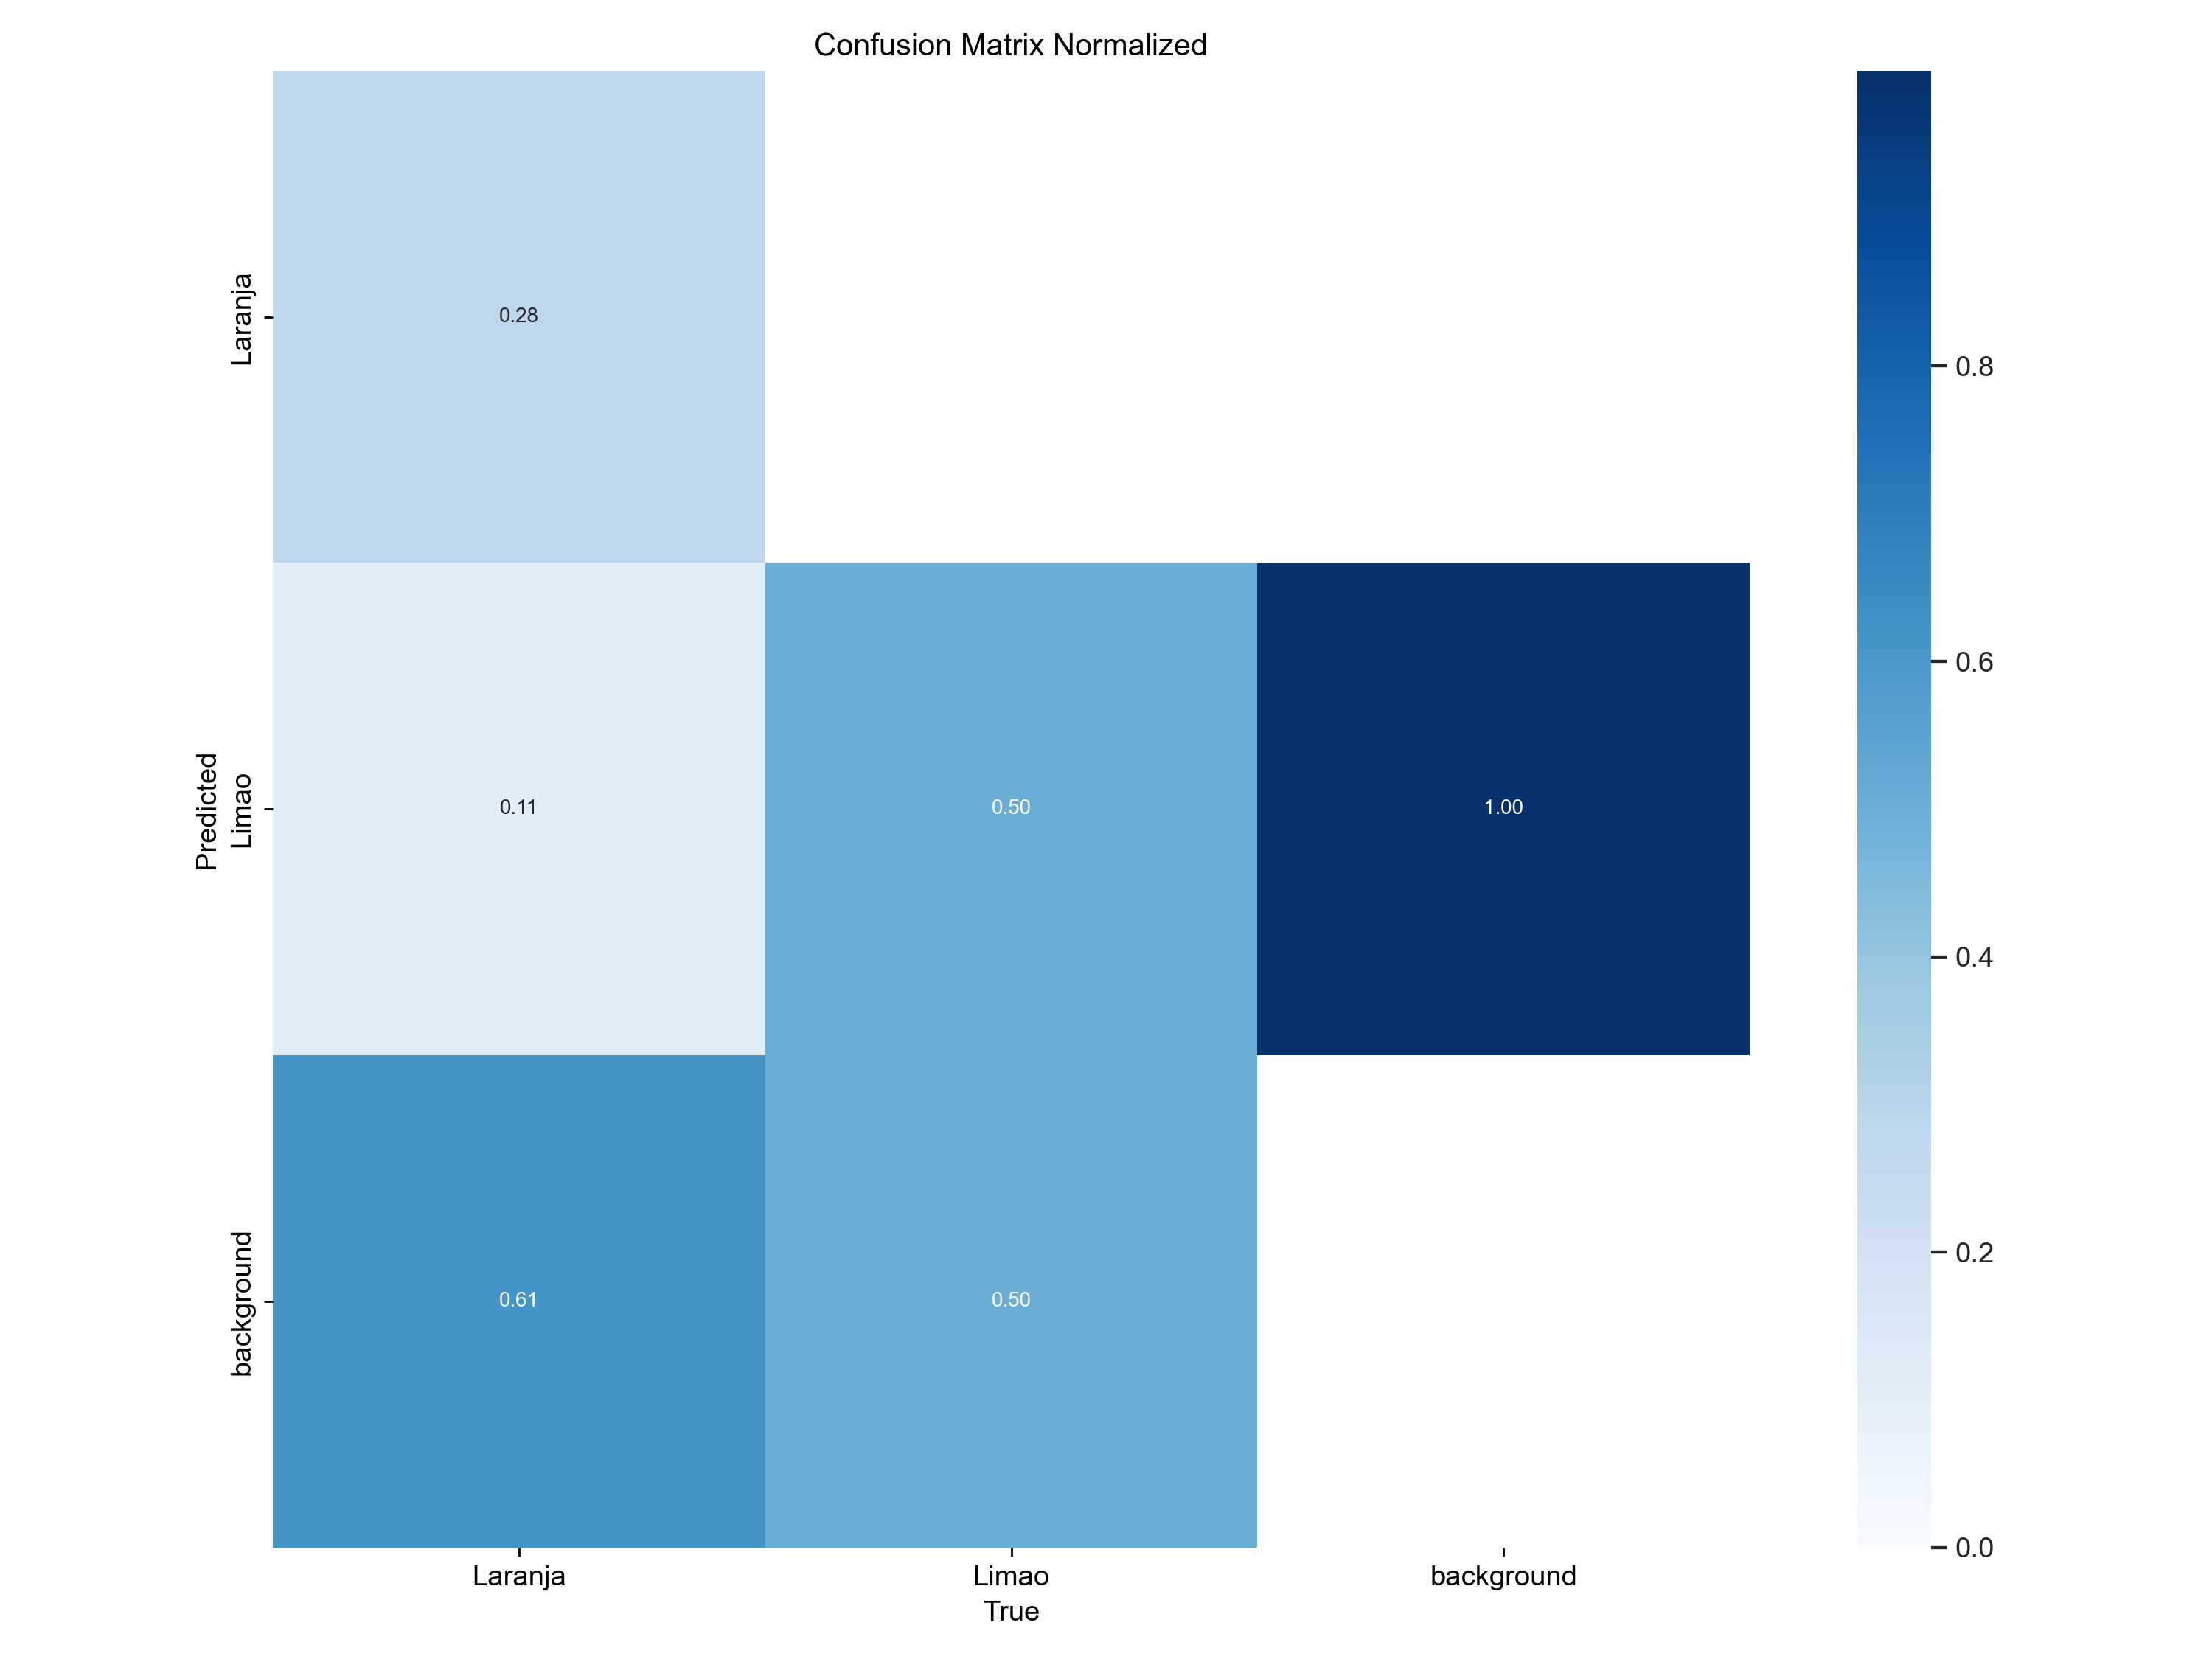 Confusion Matrix Normalized
Laranja
0.28
Predicted
Limao
0.11
0.50
1.00
background
0.61
0.50
Laranja
Limao
background
True
0.8
0.6
0.4
0.2
0.0